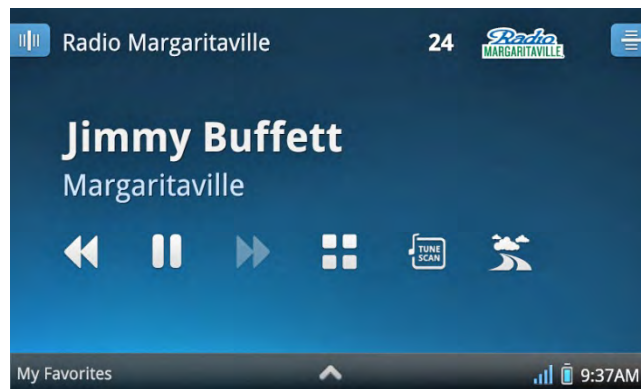 Radio Margaritaville
24
Radio
MARGARITAVILLE
Jimmy Buffett
Margaritaville
TUNE
SCAN
My Favorites
9:37AM